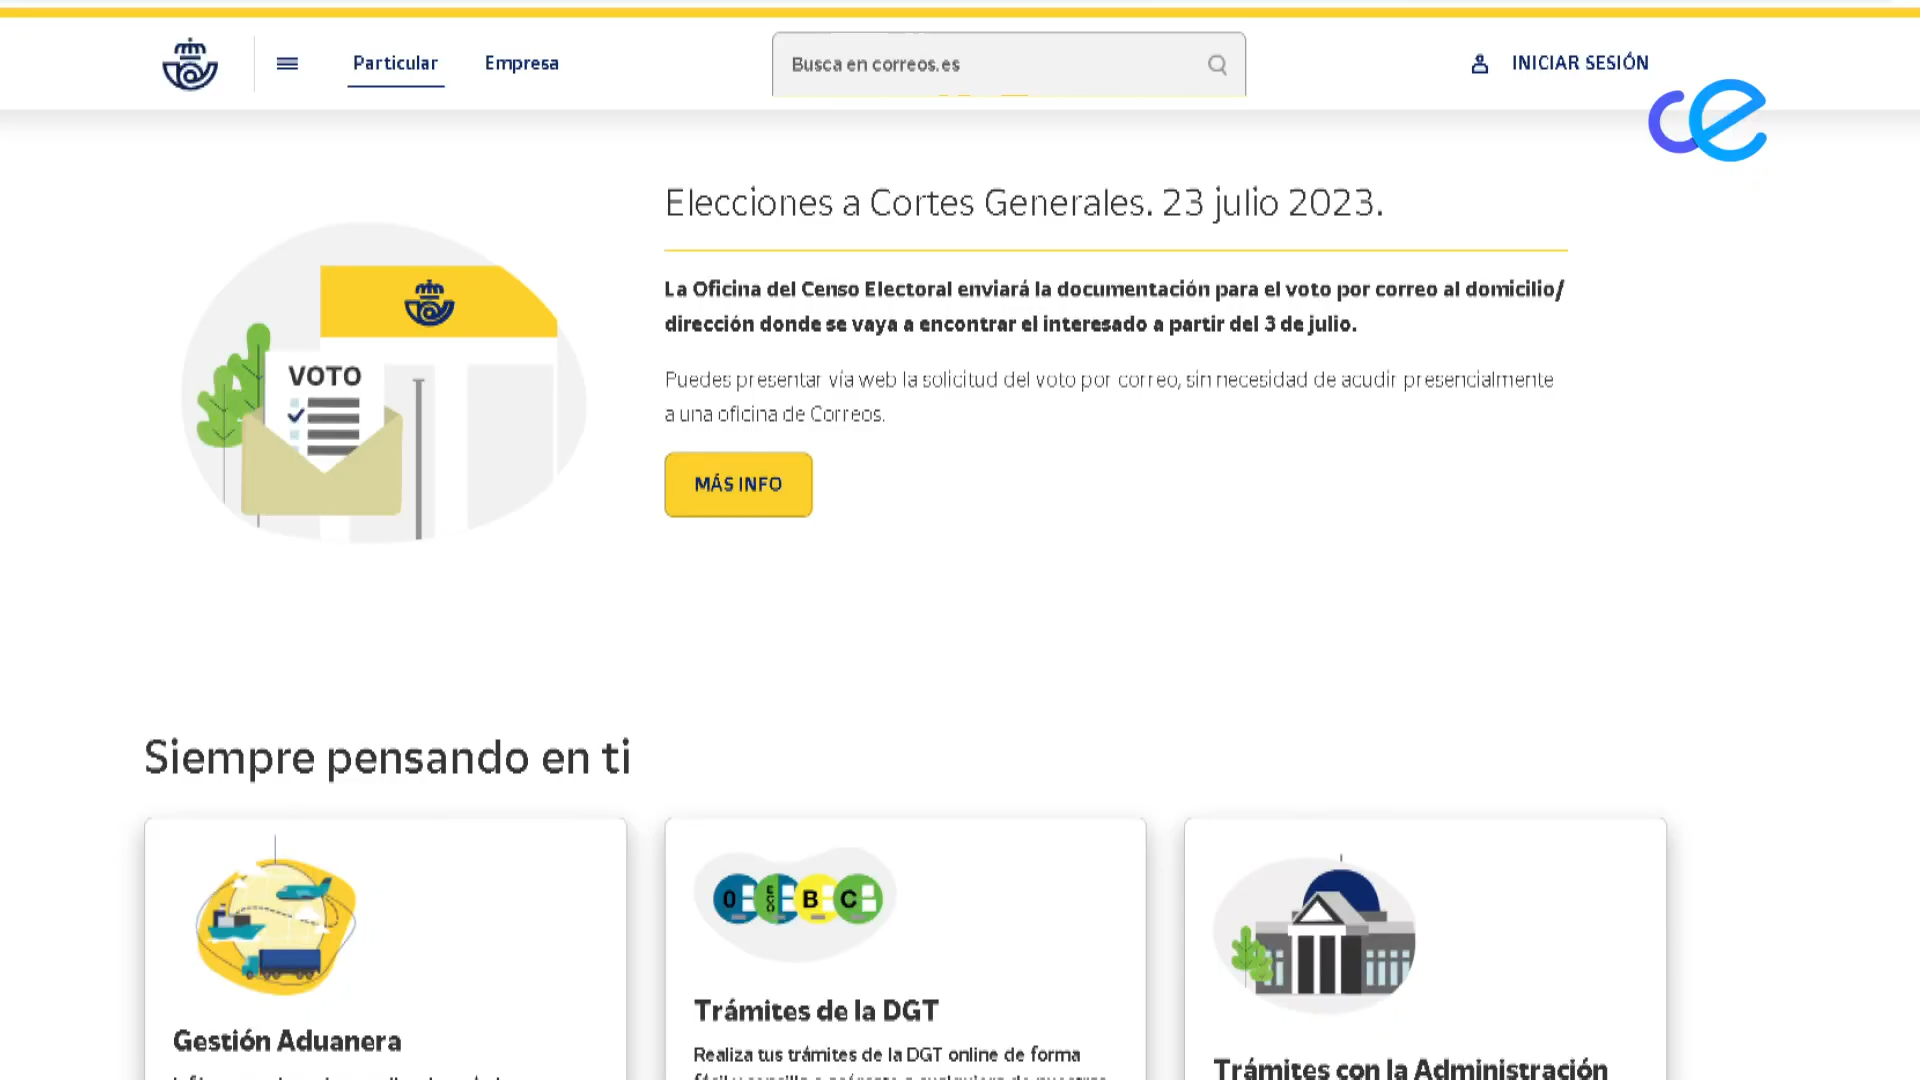 Particular
Empresa
Busca en correos.es
INICIAR SESIÓN
ce
Elecciones a Cortes Generales. 23 julio 2023.
La Oficina del Censo Electoral enviará la documentación para el voto por correo al domicilio/
dirección donde se vaya a encontrar el interesado a partir del 3 de julio.
Puedes presentar vía web la solicitud del voto por correo, sin necesidad de acudir presencialmente
a una oficina de Correos.
MÁS INFO
VOTO
Siempre pensando en ti
0
ECO
B
C
Gestión Aduanera
Trámites de la DGT
Realiza tus trámites de la DGT online de forma
Trámites con la Administración